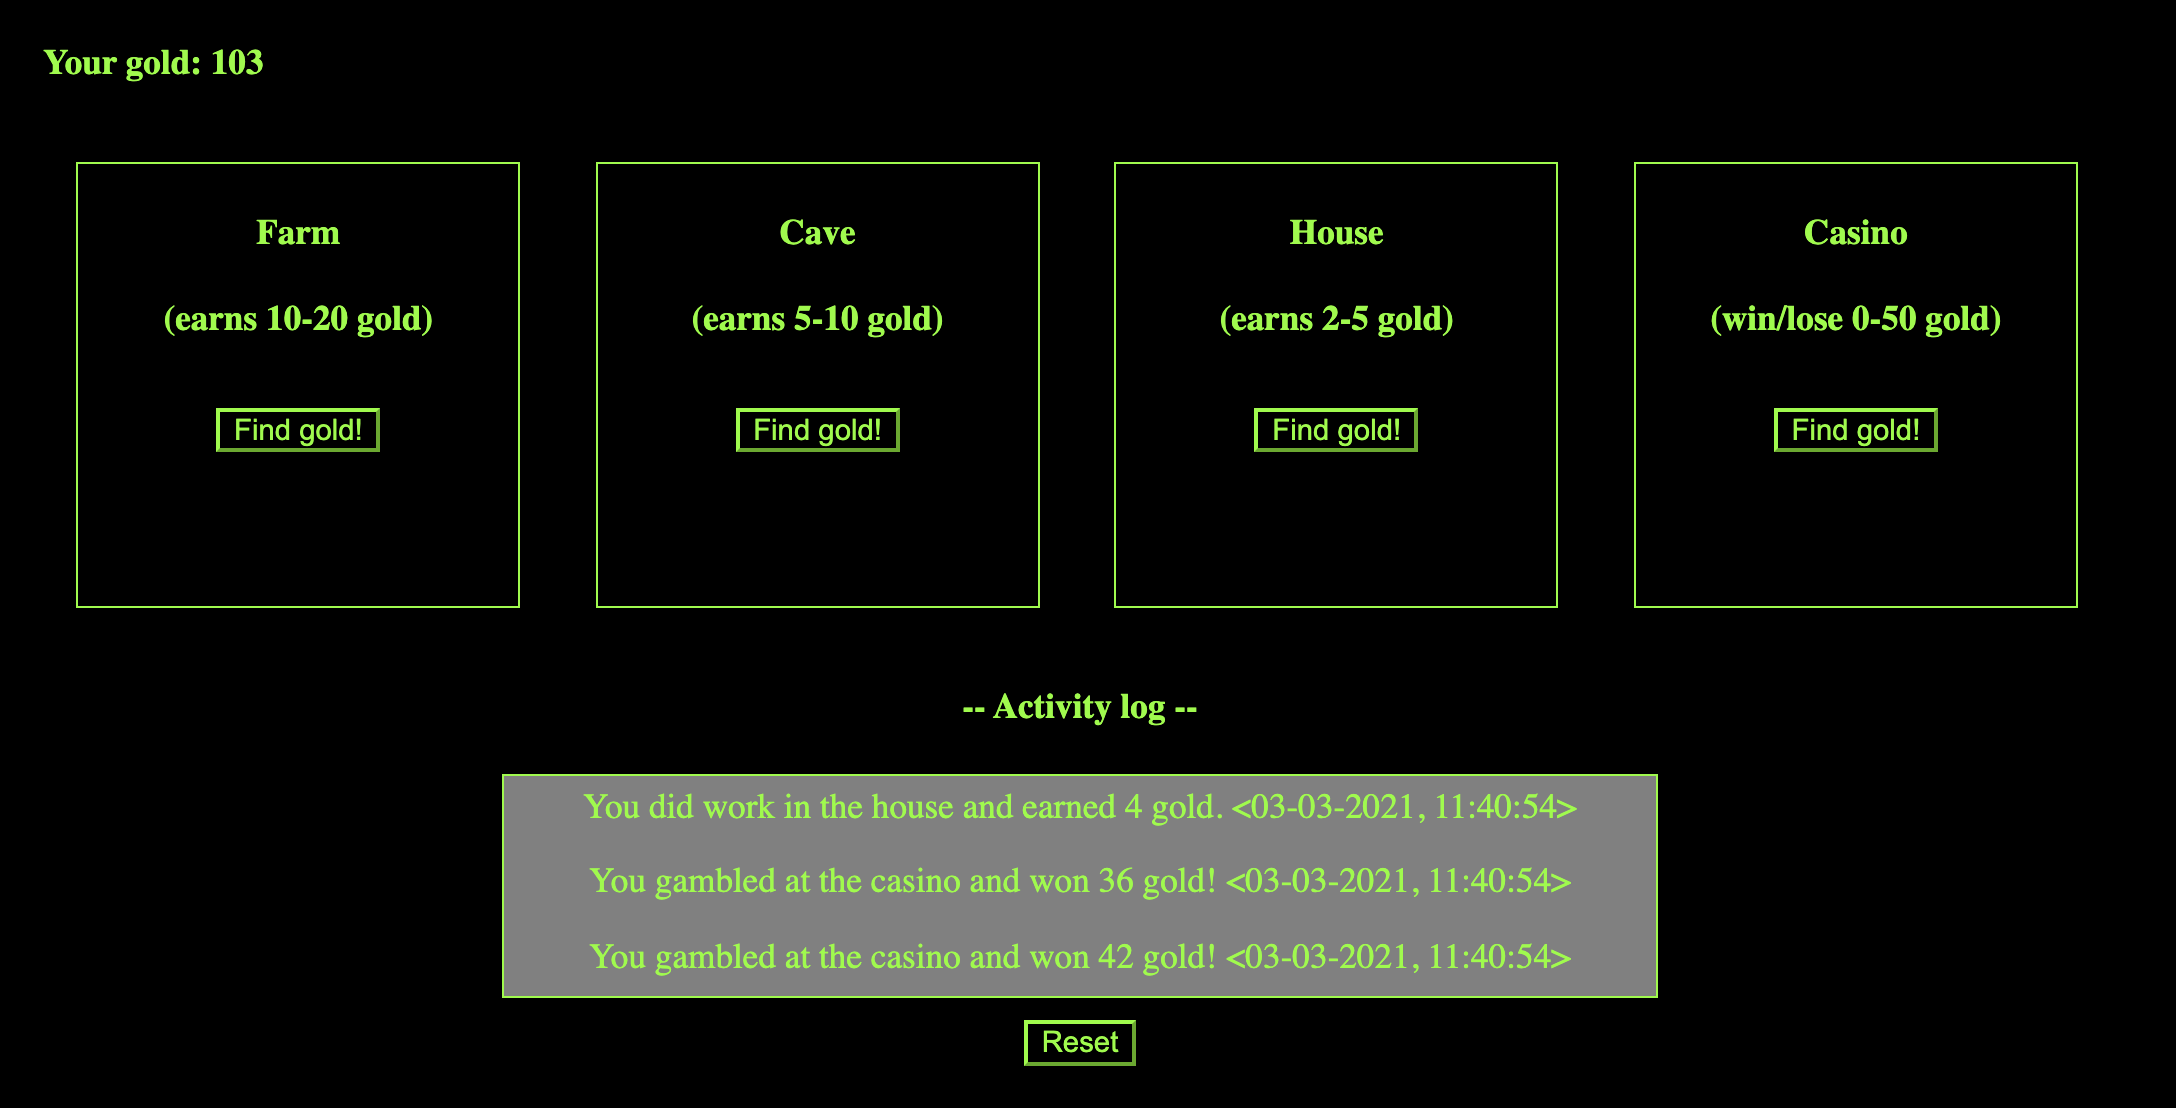 Your gold: 103
Farm
(earns 10-20 gold)
Find gold!
Cave
(earns 5-10 gold)
Find gold!
House
(earns 2-5 gold)
Find gold!
Casino
(win/lose 0-50 gold)
Find gold!
-- Activity log --
You did work in the house and earned 4 gold. <03-03-2021, 11:40:54>
You gambled at the casino and won 36 gold! <03-03-2021, 11:40:54>
You gambled at the casino and won 42 gold! <03-03-2021, 11:40:54>
Reset